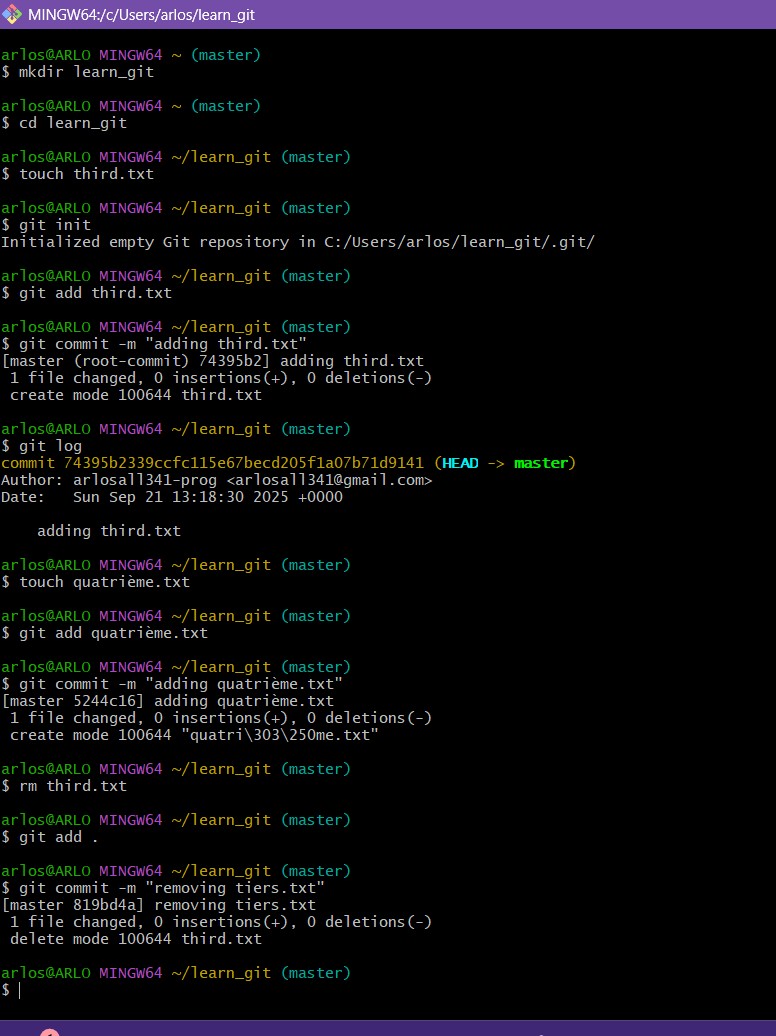 MINGW64:/c/Users/arlos/learn_git
arlos@ARLO MINGW64 ~ (master)
$ mkdir learn_git
arlos@ARLO MINGW64 ~ (master)
$ cd learn_git
arlos@ARLO MINGW64 ~/learn_git (master)
$ touch third.txt
arlos@ARLO MINGW64 ~/learn_git (master)
$ git init
Initialized empty Git repository in C:/Users/arlos/learn_git/.git/
arlos@ARLO MINGW64 ~/learn_git (master)
$ git add third.txt
arlos@ARLO MINGW64 ~/learn_git (master)
$ git commit -m "adding third.txt"
[master (root-commit) 74395b2] adding third.txt
 1 file changed, 0 insertions(+), 0 deletions(-)
 create mode 100644 third.txt
arlos@ARLO MINGW64 ~/learn_git (master)
$ git log
commit 74395b2339ccfc115e67becd205f1a07b71d9141 (HEAD -> master)
Author: arlosall341-prog <arlosall341@gmail.com>
Date:   Sun Sep 21 13:18:30 2025 +0000
    adding third.txt
arlos@ARLO MINGW64 ~/learn_git (master)
$ touch quatrième.txt
arlos@ARLO MINGW64 ~/learn_git (master)
$ git add quatrième.txt
arlos@ARLO MINGW64 ~/learn_git (master)
$ git commit -m "adding quatrième.txt"
[master 5244c16] adding quatrième.txt
 1 file changed, 0 insertions(+), 0 deletions(-)
 create mode 100644 "quatri\303\250me.txt"
arlos@ARLO MINGW64 ~/learn_git (master)
$ rm third.txt
arlos@ARLO MINGW64 ~/learn_git (master)
$ git add .
arlos@ARLO MINGW64 ~/learn_git (master)
$ git commit -m "removing tiers.txt"
[master 819bd4a] removing tiers.txt
 1 file changed, 0 insertions(+), 0 deletions(-)
 delete mode 100644 third.txt
arlos@ARLO MINGW64 ~/learn_git (master)
$